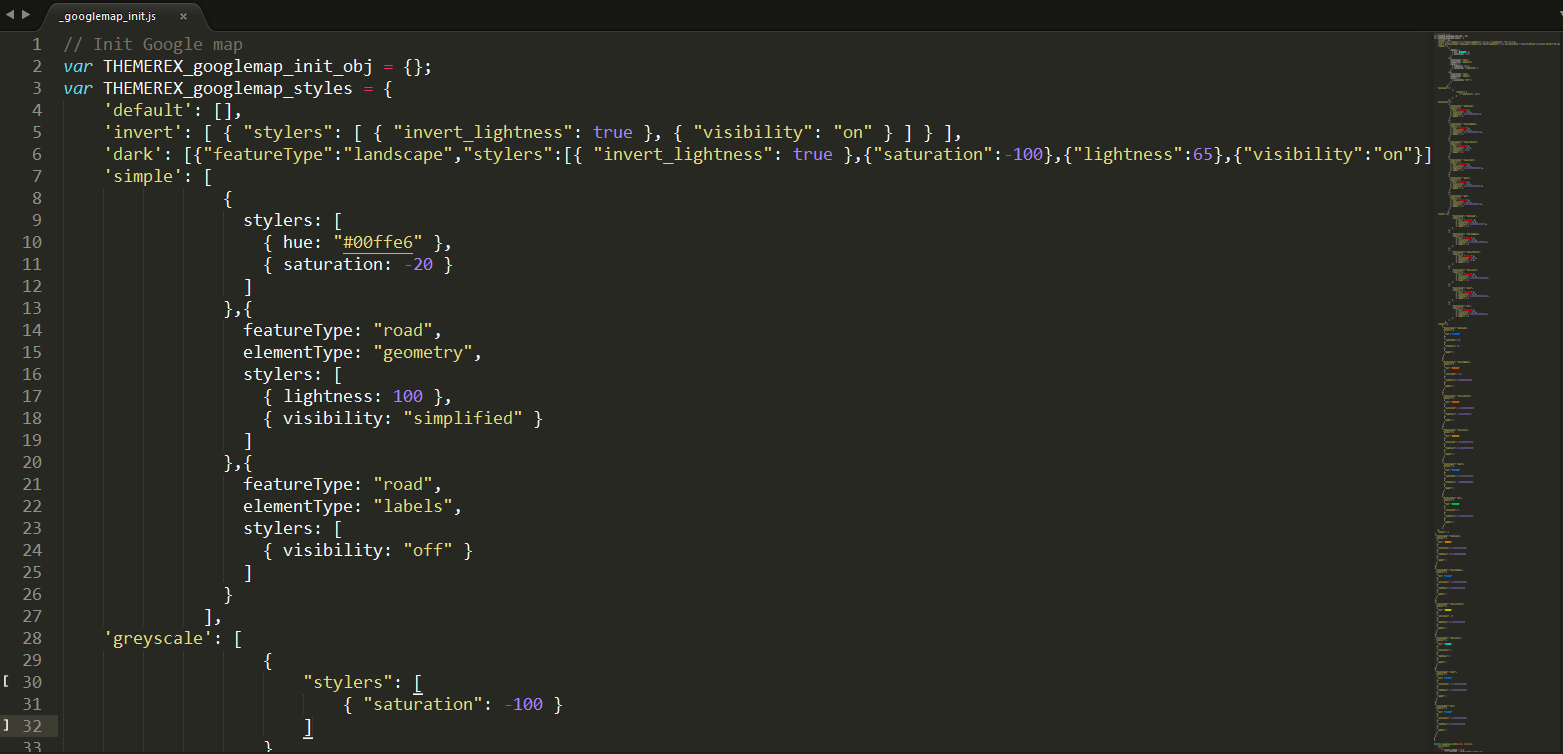 _googlemap_init.js ×
1 // Init Google map
2 var THEMEREX_googlemap_init_obj = {};
3 var THEMEREX_googlemap_styles = {
4 'default': [],
5 'invert': [ { "stylers": [ { "invert_lightness": true }, { "visibility": "on" } ] } ],
6 'dark': [{"featureType":"landscape","stylers":[{ "invert_lightness": true },{"saturation":-100},{"lightness":65},{"visibility":"on"}]
7 'simple': [
8 {
9 stylers: [
10 { hue: "#00ffe6" },
11 { saturation: -20 }
12 ]
13 },{
14 featureType: "road",
15 elementType: "geometry",
16 stylers: [
17 { lightness: 100 },
18 { visibility: "simplified" }
19 ]
20 },{
21 featureType: "road",
22 elementType: "labels",
23 stylers: [
24 { visibility: "off" }
25 ]
26 }
27 ],
28 'greyscale': [
29 {
[ 30 "stylers": [
31 { "saturation": -100 }
] 32 ]
33 }